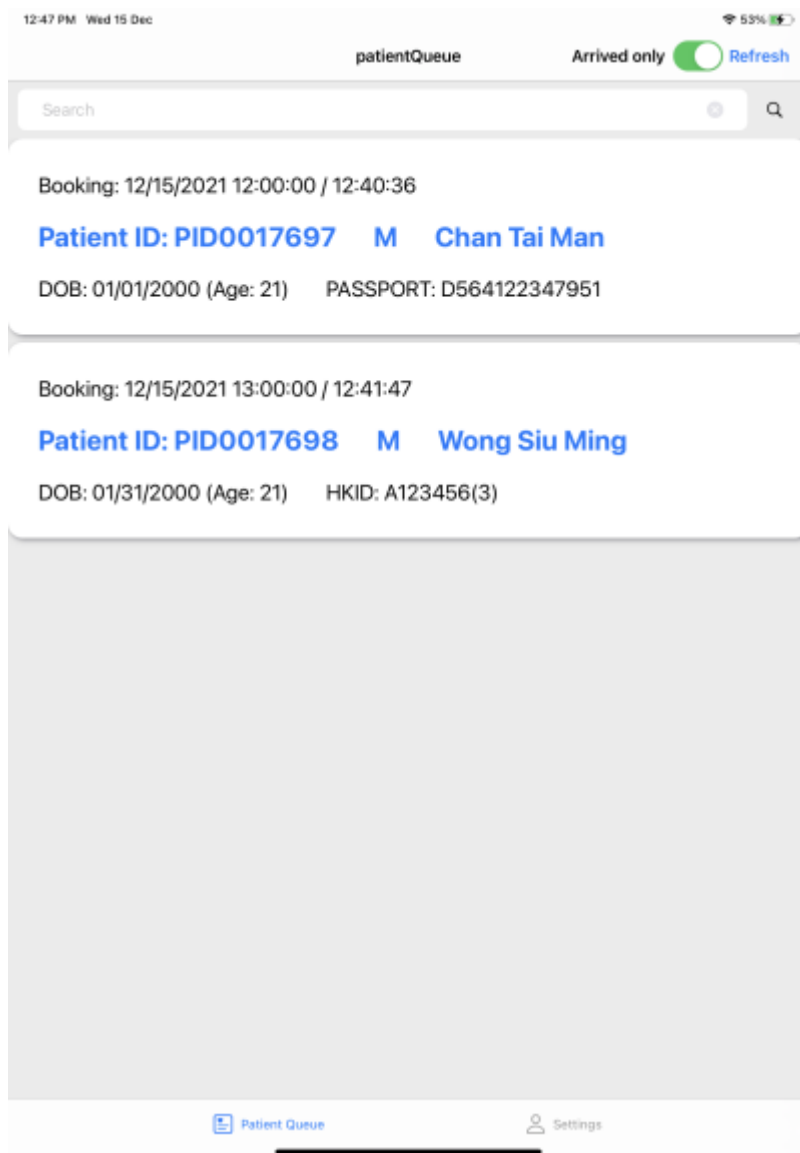 12:47 PM Wed 15 Dec 53%
patientQueue Arrived only Refresh
Search
Booking: 12/15/2021 12:00:00 / 12:40:36
Patient ID: PID0017697 M Chan Tai Man
DOB: 01/01/2000 (Age: 21) PASSPORT: D564122347951
Booking: 12/15/2021 13:00:00 / 12:41:47
Patient ID: PID0017698 M Wong Siu Ming
DOB: 01/31/2000 (Age: 21) HKID: A123456(3)
Patient Queue Settings